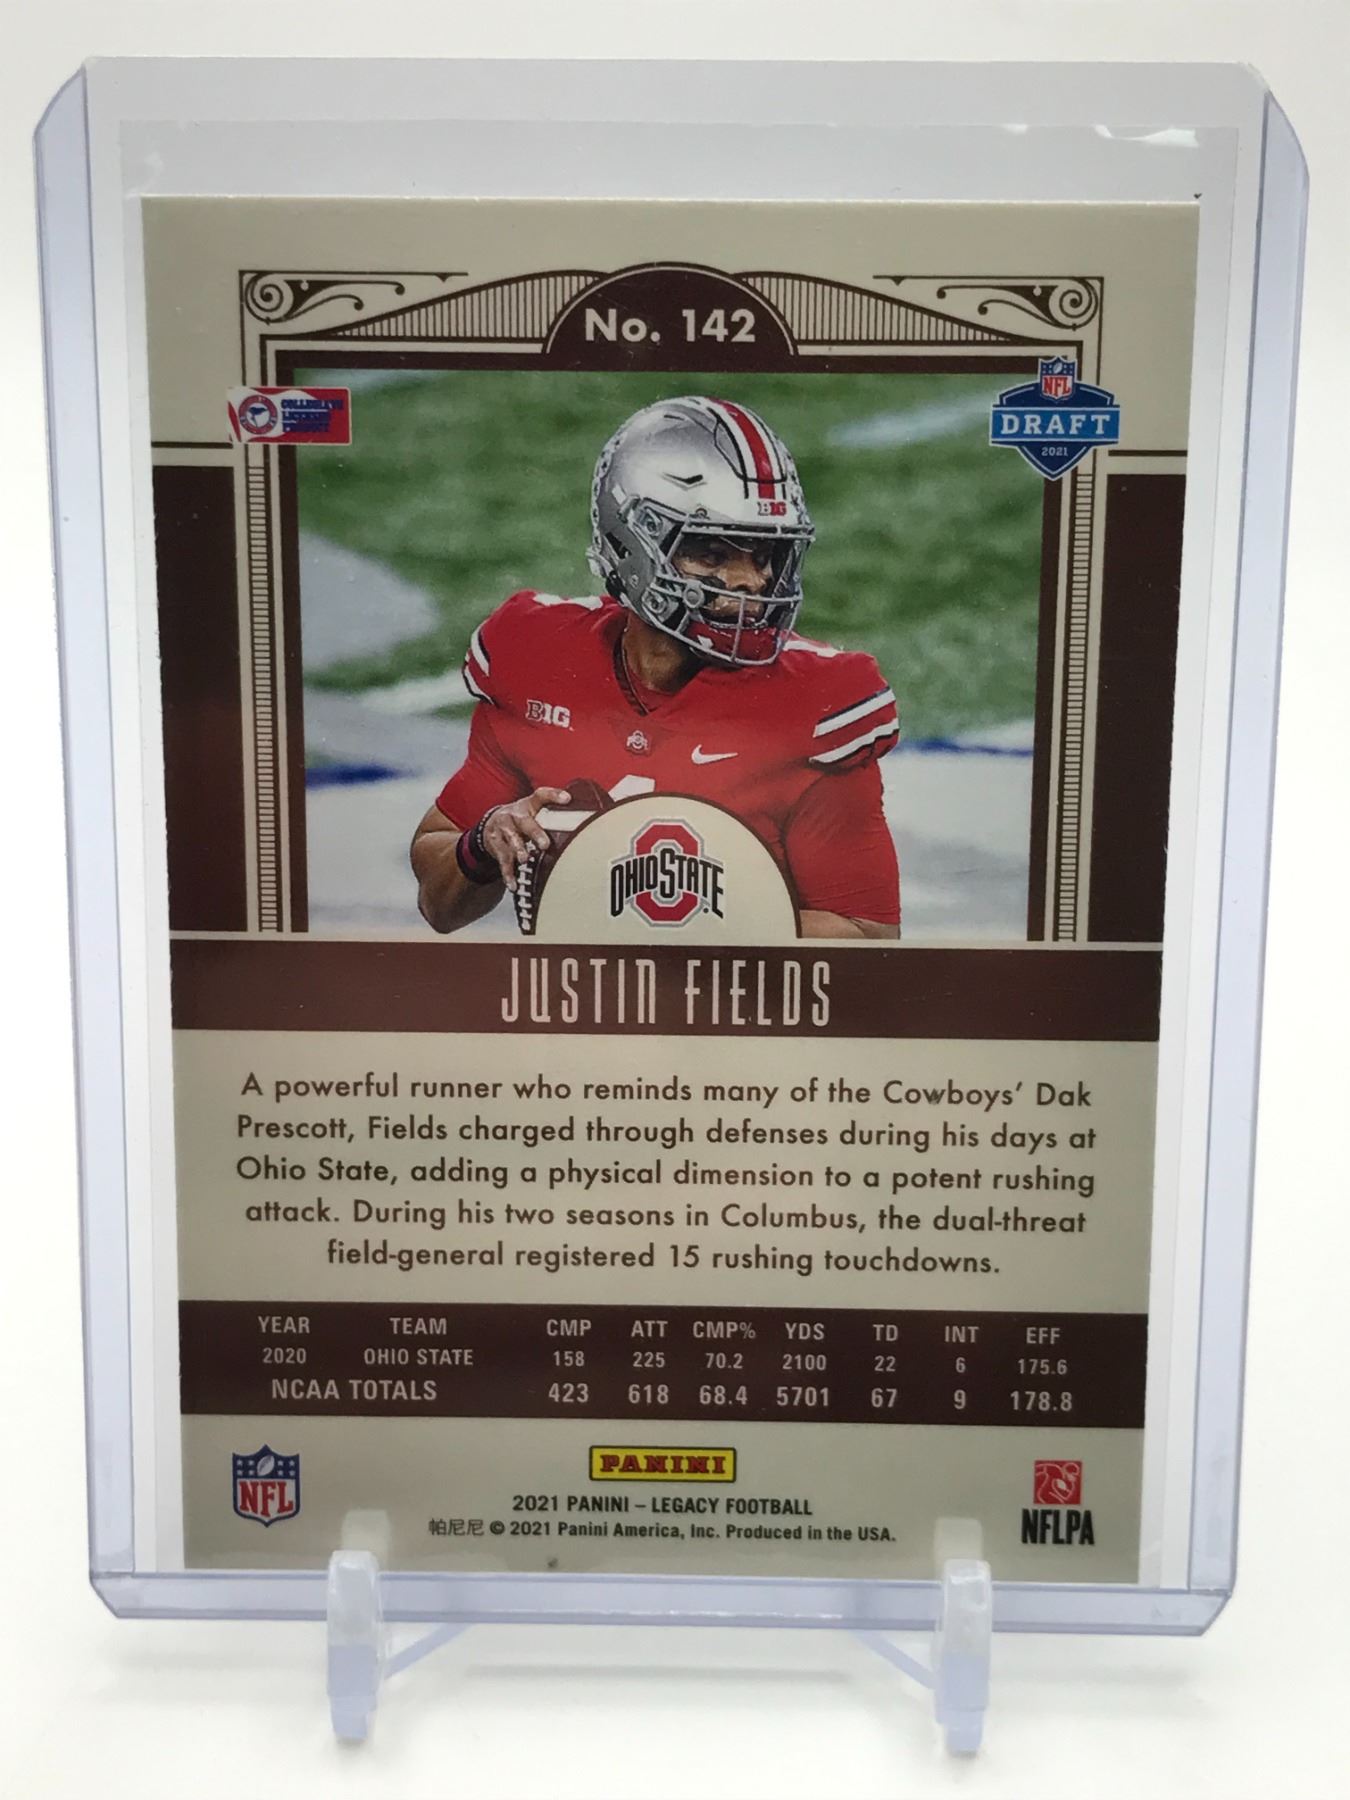 No. 142
COLLEGIATE
LICENSED
PRODUCT
NFL
DRAFT
2021
BIG
BIG
OHIO STATE
JUSTIN FIELDS
A powerful runner who reminds many of the Cowboys' Dak
Prescott, Fields charged through defenses during his days at
Ohio State, adding a physical dimension to a potent rushing
attack. During his two seasons in Columbus, the dual-threat
field-general registered 15 rushing touchdowns.
YEAR TEAM CMP ATT CMP% YDS TD INT EFF
2020 OHIO STATE 158 225 70.2 2100 22 6 175.6
NCAA TOTALS 423 618 68.4 5701 67 9 178.8
NFL
PANINI
2021 PANINI – LEGACY FOOTBALL
帕尼尼 © 2021 Panini America, Inc. Produced in the USA.
NFLPA